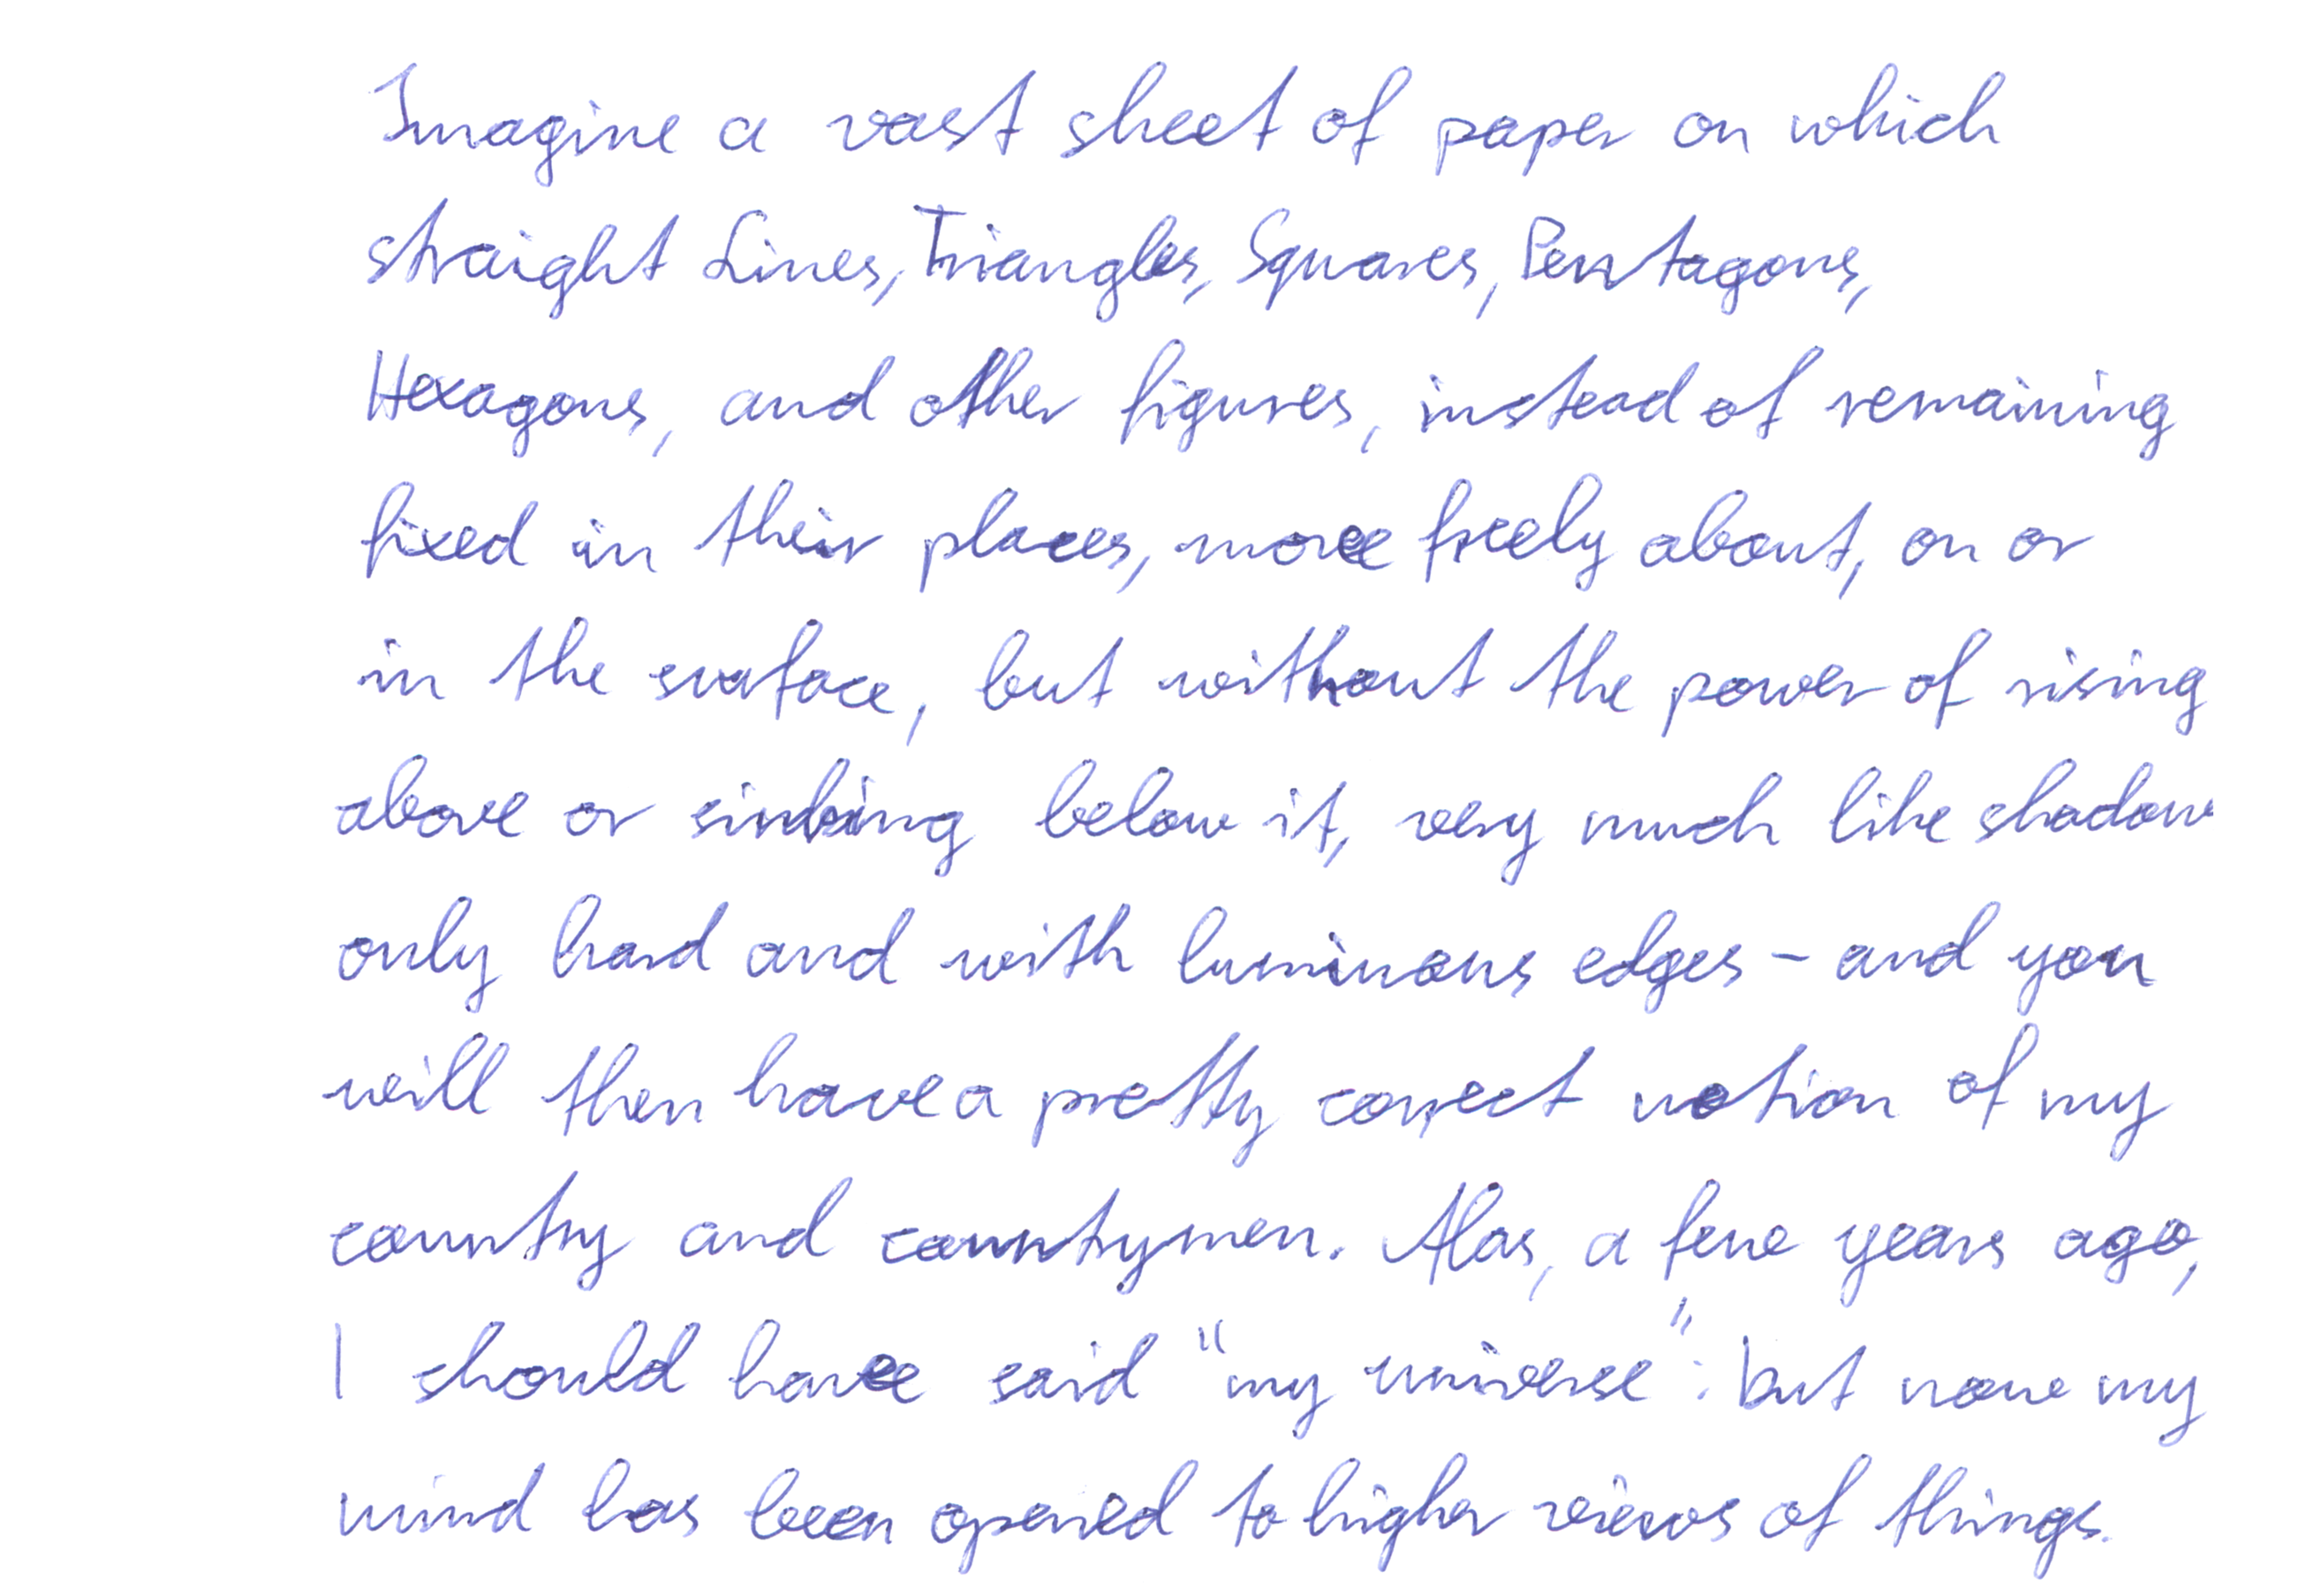 Imagine a vast sheet of paper on which
straight Lines, Triangles, Squares, Pentagons,
Hexagons, and other figures, instead of remaining
fixed in their places, move freely about, on or
in the surface, but without the power of rising
above or sinking below it, very much like shadow
only hard and with luminous edges - and you
will then have a pretty correct notion of my
country and countrymen. Alas, a few years ago,
I should have said "my universe": but now my
mind has been opened to higher views of things.